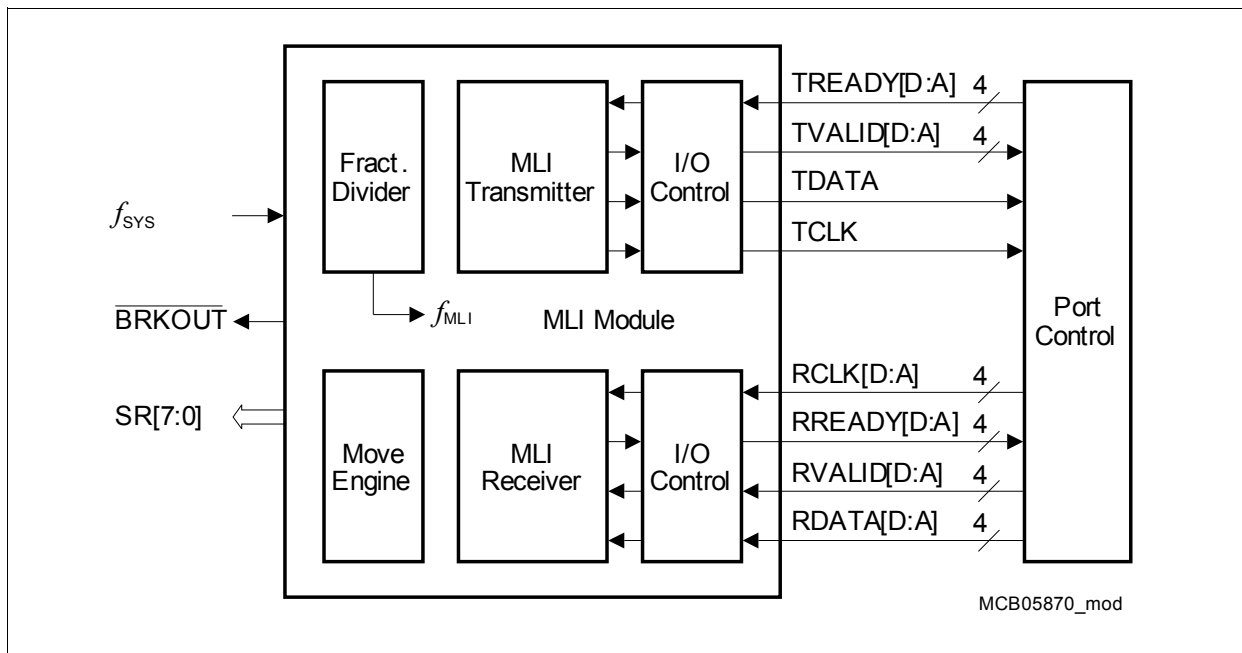 TREADY[D:A] 4
TVALID[D:A] 4
TDATA
TCLK
Fract.
Divider
MLI
Transmitter
I/O
Control
fSYS
BRKOUT
SR[7:0]
fMLI
MLI Module
Port
Control
RCLK[D:A] 4
RREADY[D:A] 4
RVALID[D:A] 4
RDATA[D:A] 4
Move
Engine
MLI
Receiver
I/O
Control
MCB05870_mod